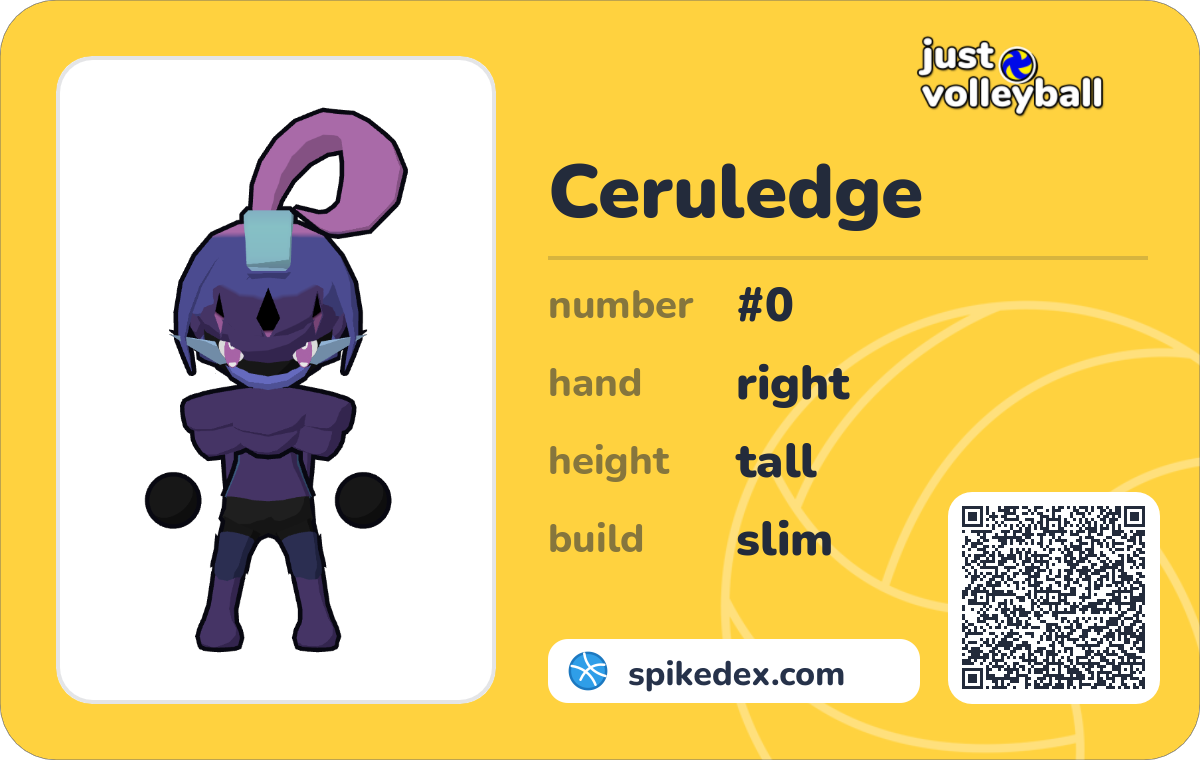 just
volleyball
Ceruledge
number #0
hand right
height tall
build slim
spikedex.com